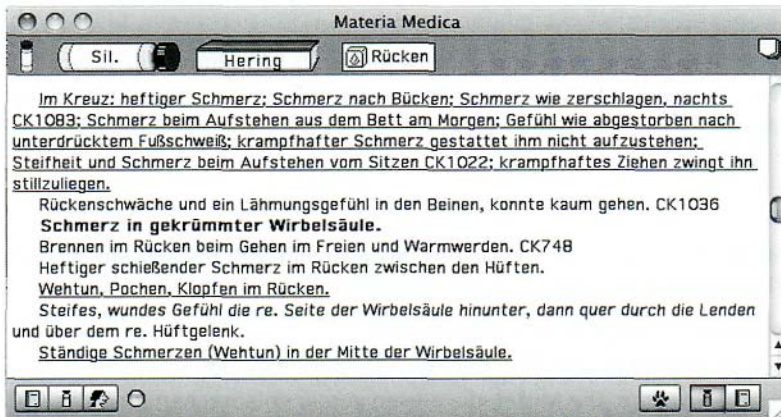 Materia Medica
Sil.
Hering
Rücken
Im Kreuz: heftiger Schmerz; Schmerz nach Bücken; Schmerz wie zerschlagen, nachts
CK1083; Schmerz beim Aufstehen aus dem Bett am Morgen; Gefühl wie abgestorben nach
unterdrücktem Fußschweiß; krampfhafter Schmerz gestattet ihm nicht aufzustehen;
Steifheit und Schmerz beim Aufstehen vom Sitzen CK1022; krampfhaftes Ziehen zwingt ihn
stillzuliegen.
Rückenschwäche und ein Lähmungsgefühl in den Beinen, konnte kaum gehen. CK1036
Schmerz in gekrümmter Wirbelsäule.
Brennen im Rücken beim Gehen im Freien und Warmwerden. CK748
Heftiger schießender Schmerz im Rücken zwischen den Hüften.
Wehtun, Pochen, Klopfen im Rücken.
Steifes, wundes Gefühl die re. Seite der Wirbelsäule hinunter, dann quer durch die Lenden
und über dem re. Hüftgelenk.
Ständige Schmerzen (Wehtun) in der Mitte der Wirbelsäule.